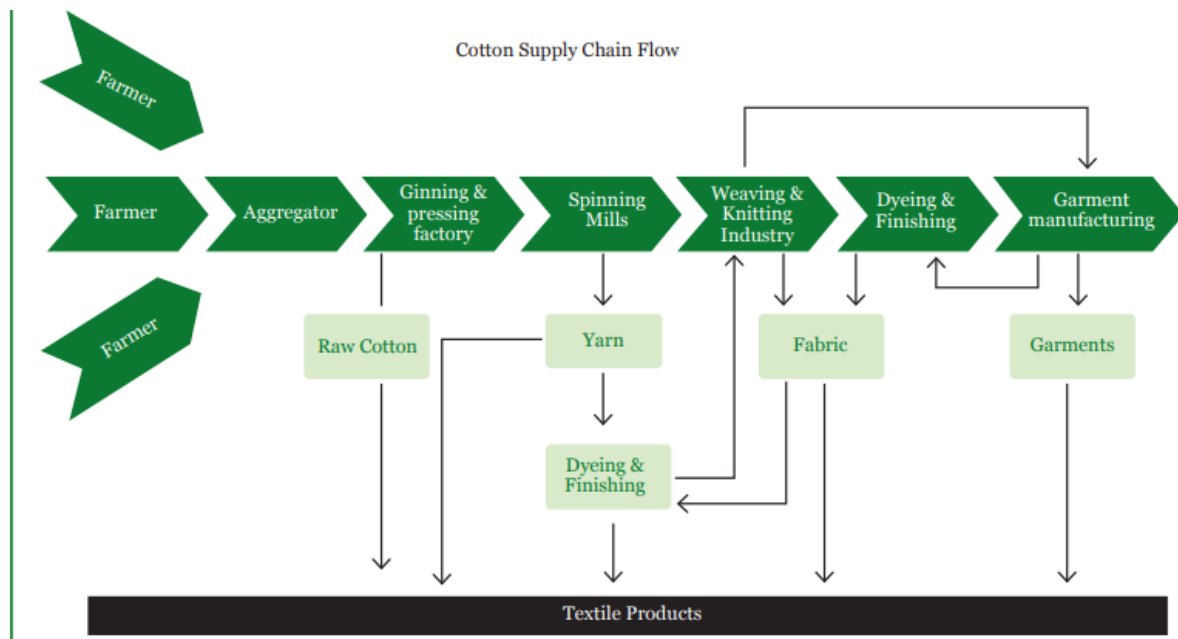 Cotton Supply Chain Flow
Farmer
Farmer
Aggregator
Ginning &
pressing
factory
Spinning
Mills
Weaving &
Knitting
Industry
Dyeing &
Finishing
Garment
manufacturing
Farmer
Raw Cotton
Yarn
Fabric
Garments
Dyeing &
Finishing
Textile Products